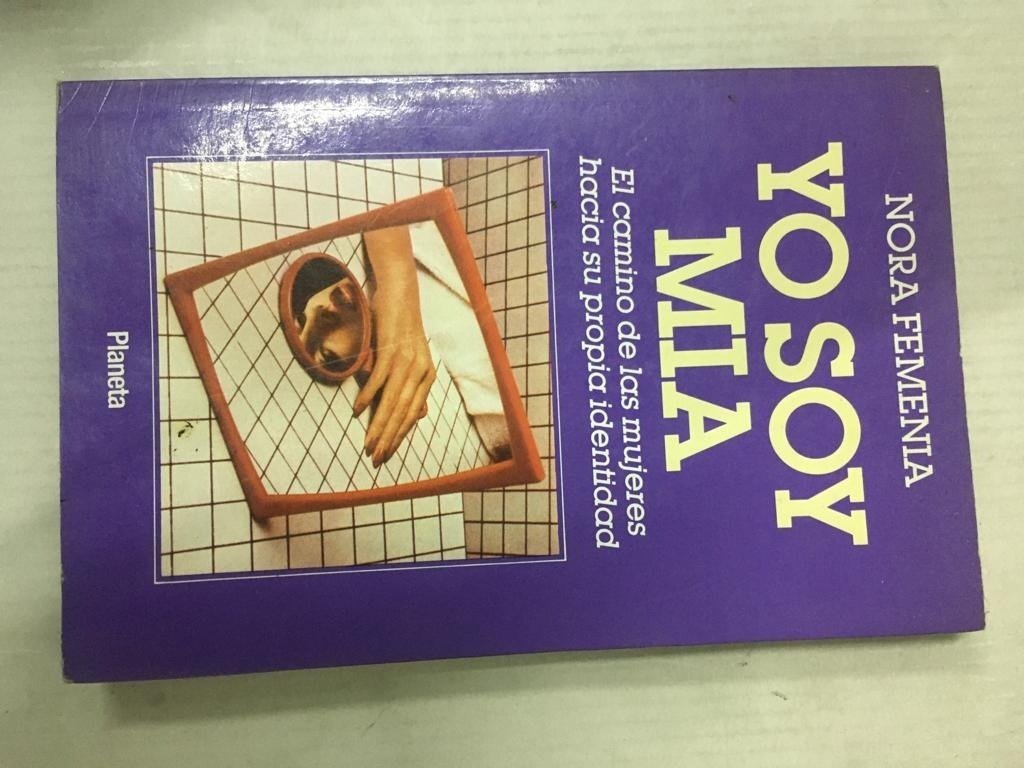 NORA FEMENIA
YO SOY
MIA
El camino de las mujeres
hacia su propia identidad
Planeta